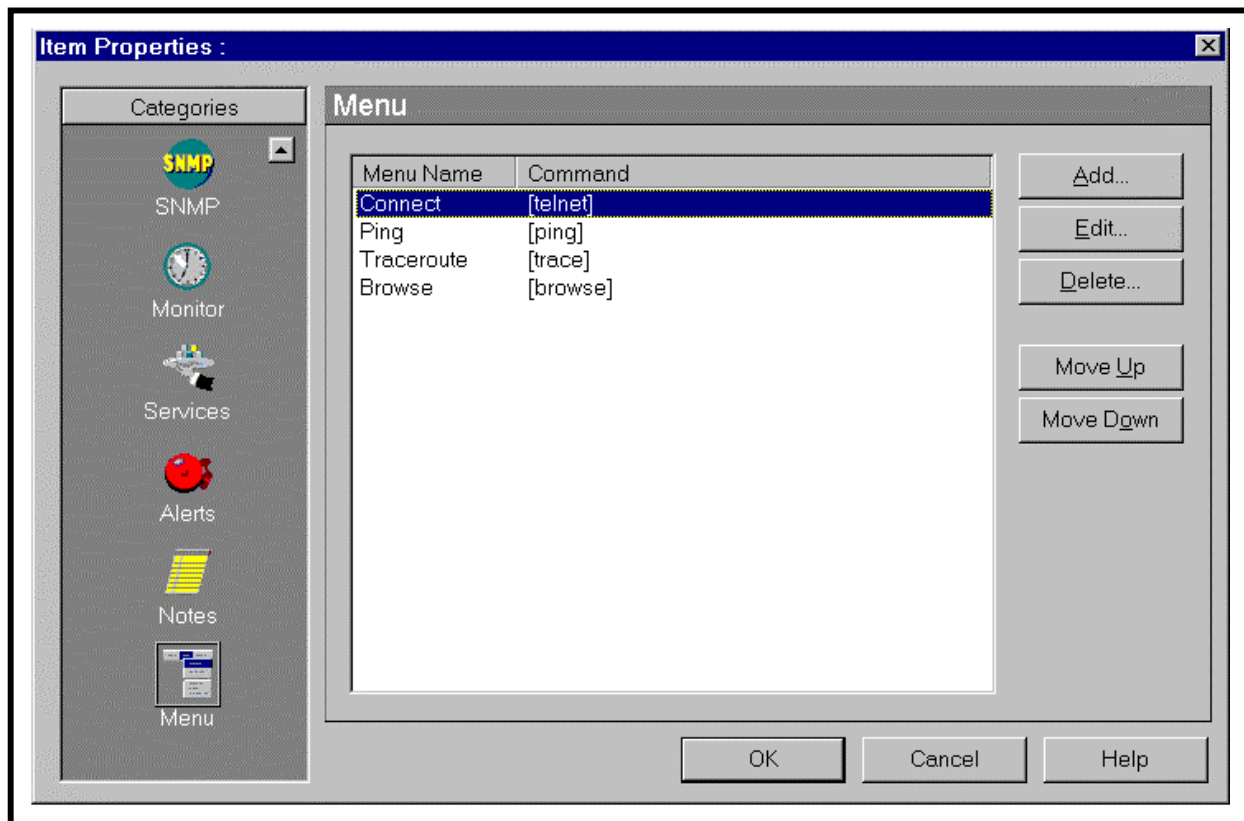 Item Properties :
Categories
SNMP
SNMP
Monitor
Services
Alerts
Notes
Menu
Menu
Menu Name Command
Connect [telnet]
Ping [ping]
Traceroute [trace]
Browse [browse]
Add...
Edit...
Delete...
Move Up
Move Down
OK Cancel Help